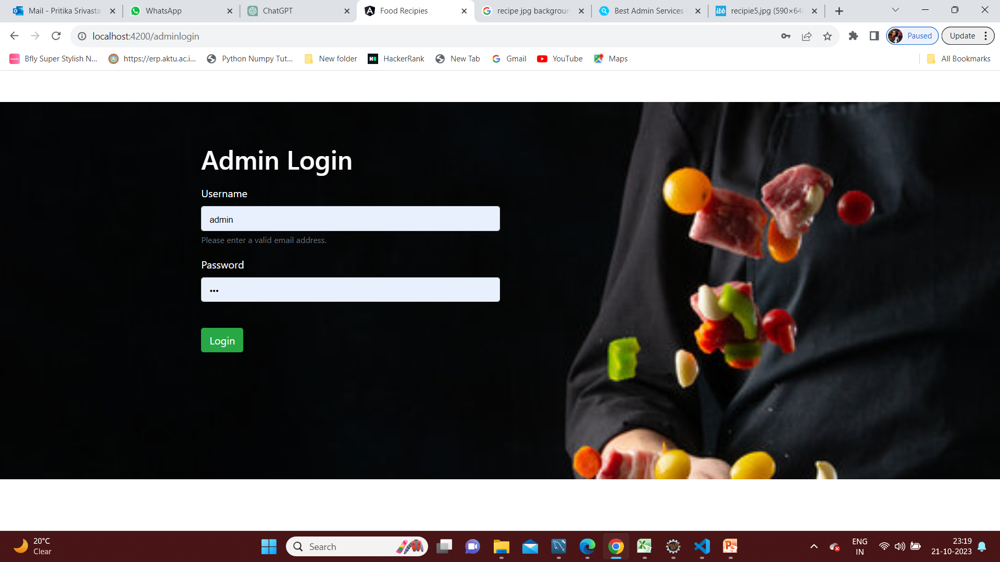 Mail - Pritika Srivasta
WhatsApp
ChatGPT
Food Recipies
recipe jpg backgroun
Best Admin Services
recipie5.jpg (590×64
localhost:4200/adminlogin
Paused
Update
Bfly Super Stylish N...
https://erp.aktu.ac.i...
Python Numpy Tut...
New folder
HackerRank
New Tab
Gmail
YouTube
Maps
All Bookmarks
Admin Login
Username
admin
Please enter a valid email address.
Password
•••
Login
20°C
Clear
Search
ENG
IN
23:19
21-10-2023